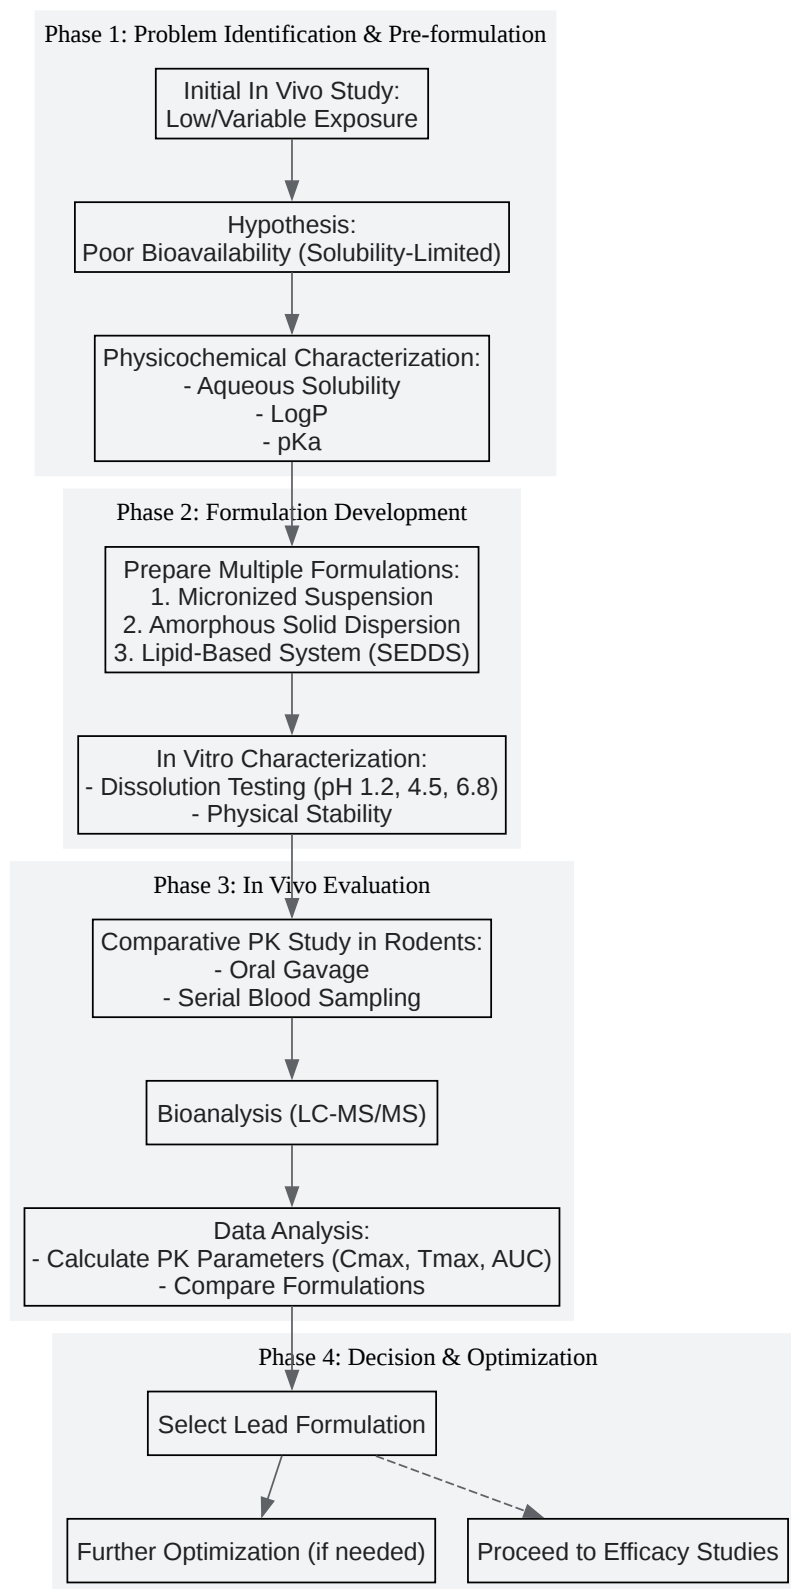 Phase 1: Problem Identification & Pre-formulation
Initial In Vivo Study:
Low/Variable Exposure
Hypothesis:
Poor Bioavailability (Solubility-Limited)
Physicochemical Characterization:
- Aqueous Solubility
- LogP
- pKa
Phase 2: Formulation Development
Prepare Multiple Formulations:
1. Micronized Suspension
2. Amorphous Solid Dispersion
3. Lipid-Based System (SEDDS)
In Vitro Characterization:
- Dissolution Testing (pH 1.2, 4.5, 6.8)
- Physical Stability
Phase 3: In Vivo Evaluation
Comparative PK Study in Rodents:
- Oral Gavage
- Serial Blood Sampling
Bioanalysis (LC-MS/MS)
Data Analysis:
- Calculate PK Parameters (Cmax, Tmax, AUC)
- Compare Formulations
Phase 4: Decision & Optimization
Select Lead Formulation
Further Optimization (if needed)
Proceed to Efficacy Studies